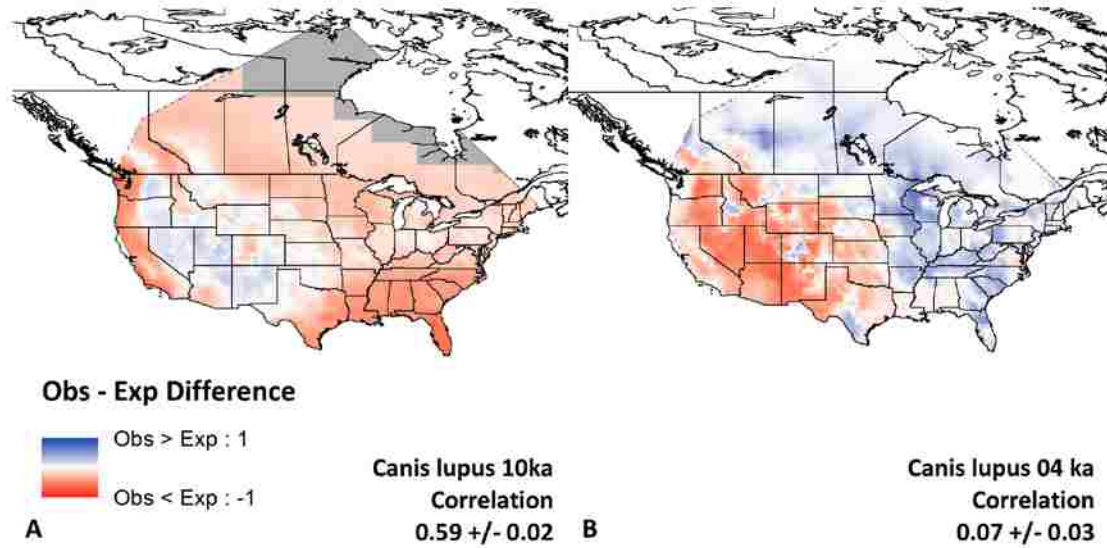 Obs - Exp Difference
Obs > Exp : 1
Obs < Exp : -1
A
Canis lupus 10ka
Correlation
0.59 +/- 0.02
B
Canis lupus 04 ka
Correlation
0.07 +/- 0.03